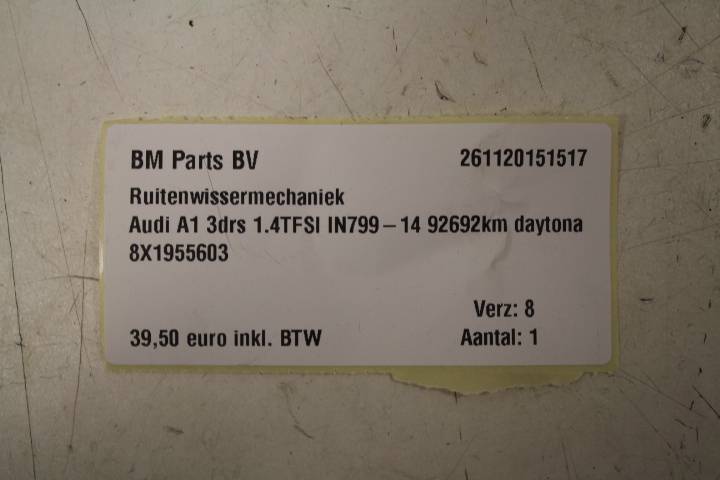 BM Parts BV 261120151517
Ruitenwissermechaniek
Audi A1 3drs 1.4TFSI IN799-14 92692km daytona
8X1955603
Verz: 8
39,50 euro inkl. BTW Aantal: 1